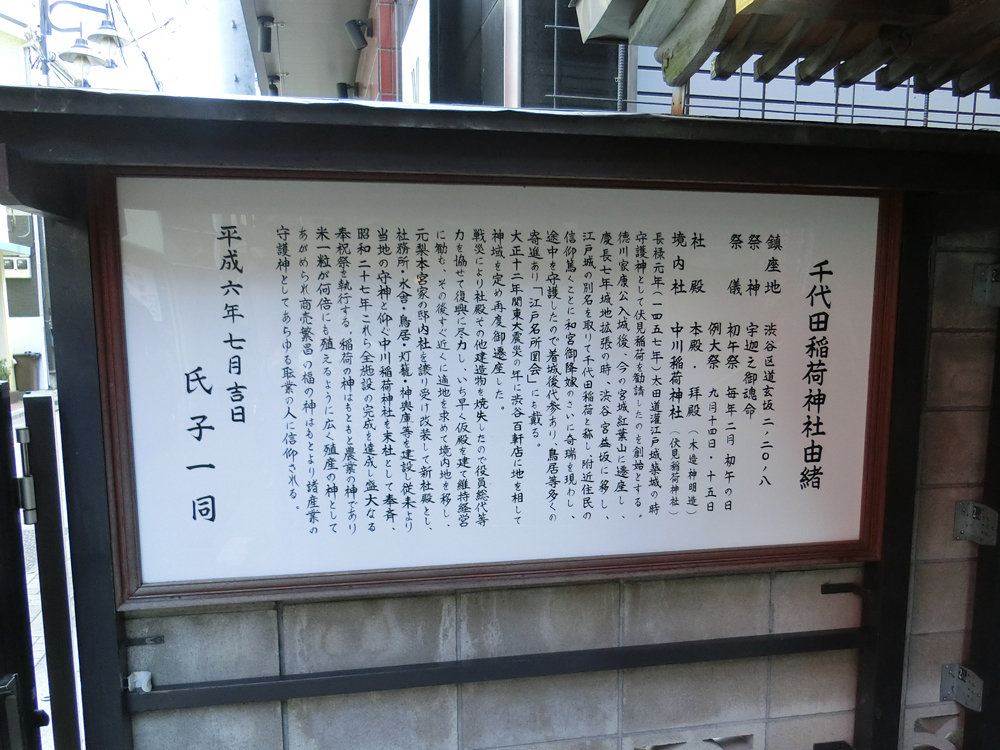 千代田稲荷神社由緒
鎮座地 渋谷区道玄坂二ノ二〇ノ八
祭神 宇迦之御魂命
祭儀 初午祭 毎年二月初午の日
例大祭 九月十四日・十五日
社殿 本殿・拝殿（木造神明造）
境内社 中川稲荷神社（伏見稲荷神社）
長禄元年（一四五七年）太田道灌江戸城築城の時
守護神として伏見稲荷を勧請したのを創始とする。
徳川家康公入城後、今の宮城紅葉山に遷座し、
慶長七年城地拡張の時、渋谷宮益坂に移し、
江戸城の別名を取りて千代田稲荷と称し、附近住民の
信仰篤くことに和宮御降嫁のさいに奇瑞を現わし、
途中を守護したので着城後代参あり、鳥居等多くの
寄進あり「江戸名所図会」にも戴る。
大正十二年関東大震災の年に渋谷百軒店に地を相して
神域を定め再度御遷座した。
戦災により社殿その他建造物を焼失したので役員総代等
力を協せて復興に尽力し、いち早く仮殿を建て維持経営
に勤む、その後すぐ近くに適地を求めて境内地を移し、
元梨本宮家の邸内社を譲り受け改装して新社殿とし、
社務所・水舎・鳥居・灯籠・神輿庫等を建設し従来より
当地の守神と仰ぐ中川稲荷神社を末社として奉斉、
昭和二十七年これら全施設の完成を達成し盛大なる
奉祝祭を執行する。稲荷の神はもともと農業の神であり
米一粒が何倍にも殖えるように広く殖産の神として
あがめられ商売繁昌の福の神はもとより諸産業の
守護神としてあらゆる職業の人に信仰される。
平成六年七月吉日
氏子一同